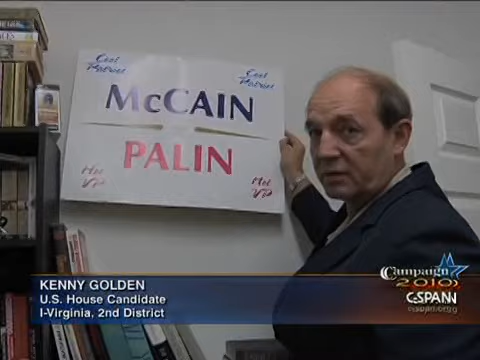 Cool
Patriot
Cool
Patriot
McCAIN
PALIN
Hot
VP
Hot
VP
KENNY GOLDEN
U.S. House Candidate
I-Virginia, 2nd District
Campaign
2010
C-SPAN
c-span.org